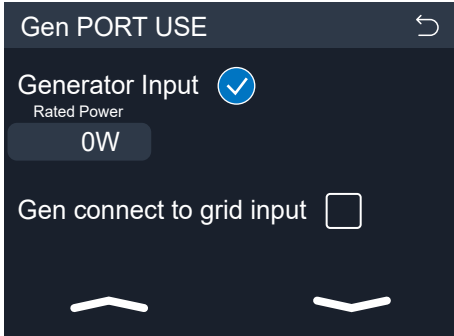 Gen PORT USE
Generator Input
Rated Power
0W
Gen connect to grid input